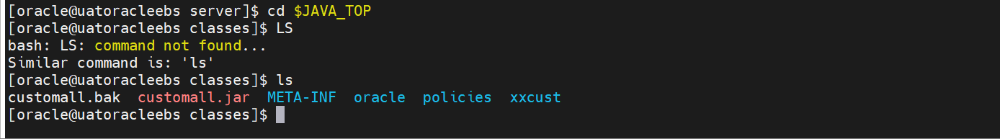 [oracle@uatoracleebs server]$ cd $JAVA_TOP
[oracle@uatoracleebs classes]$ LS
bash: LS: command not found...
Similar command is: 'ls'
[oracle@uatoracleebs classes]$ ls
customall.bak  customall.jar  META-INF  oracle  policies  xxcust
[oracle@uatoracleebs classes]$